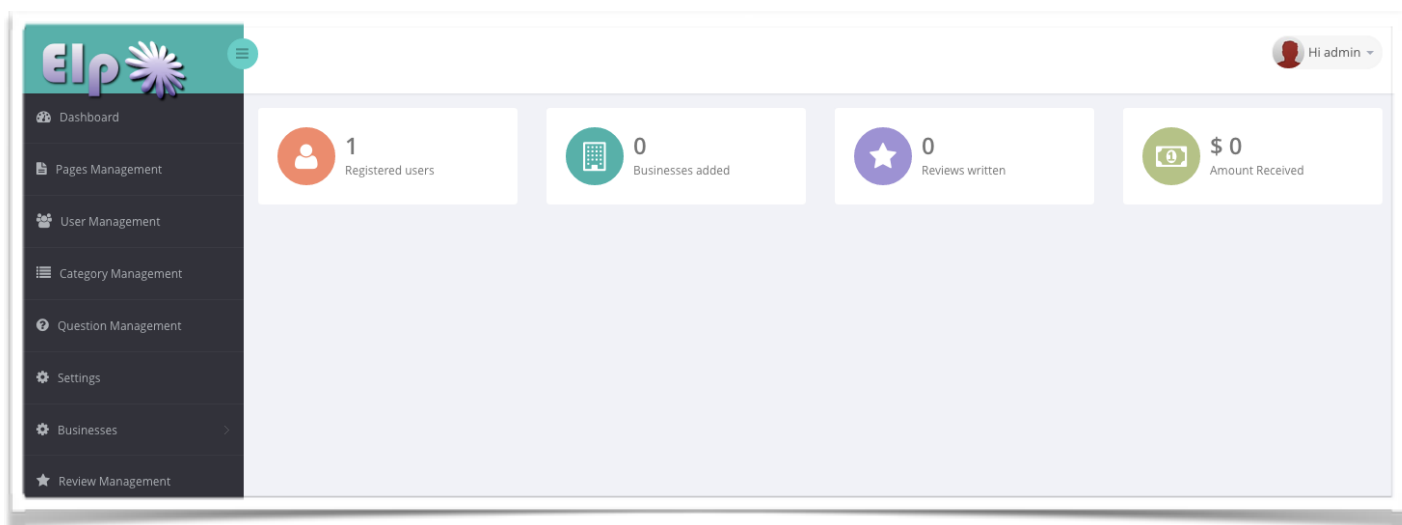 Elp
Hi admin
Dashboard
Pages Management
User Management
Category Management
Question Management
Settings
Businesses
Review Management
1
Registered users
0
Businesses added
0
Reviews written
$ 0
Amount Received